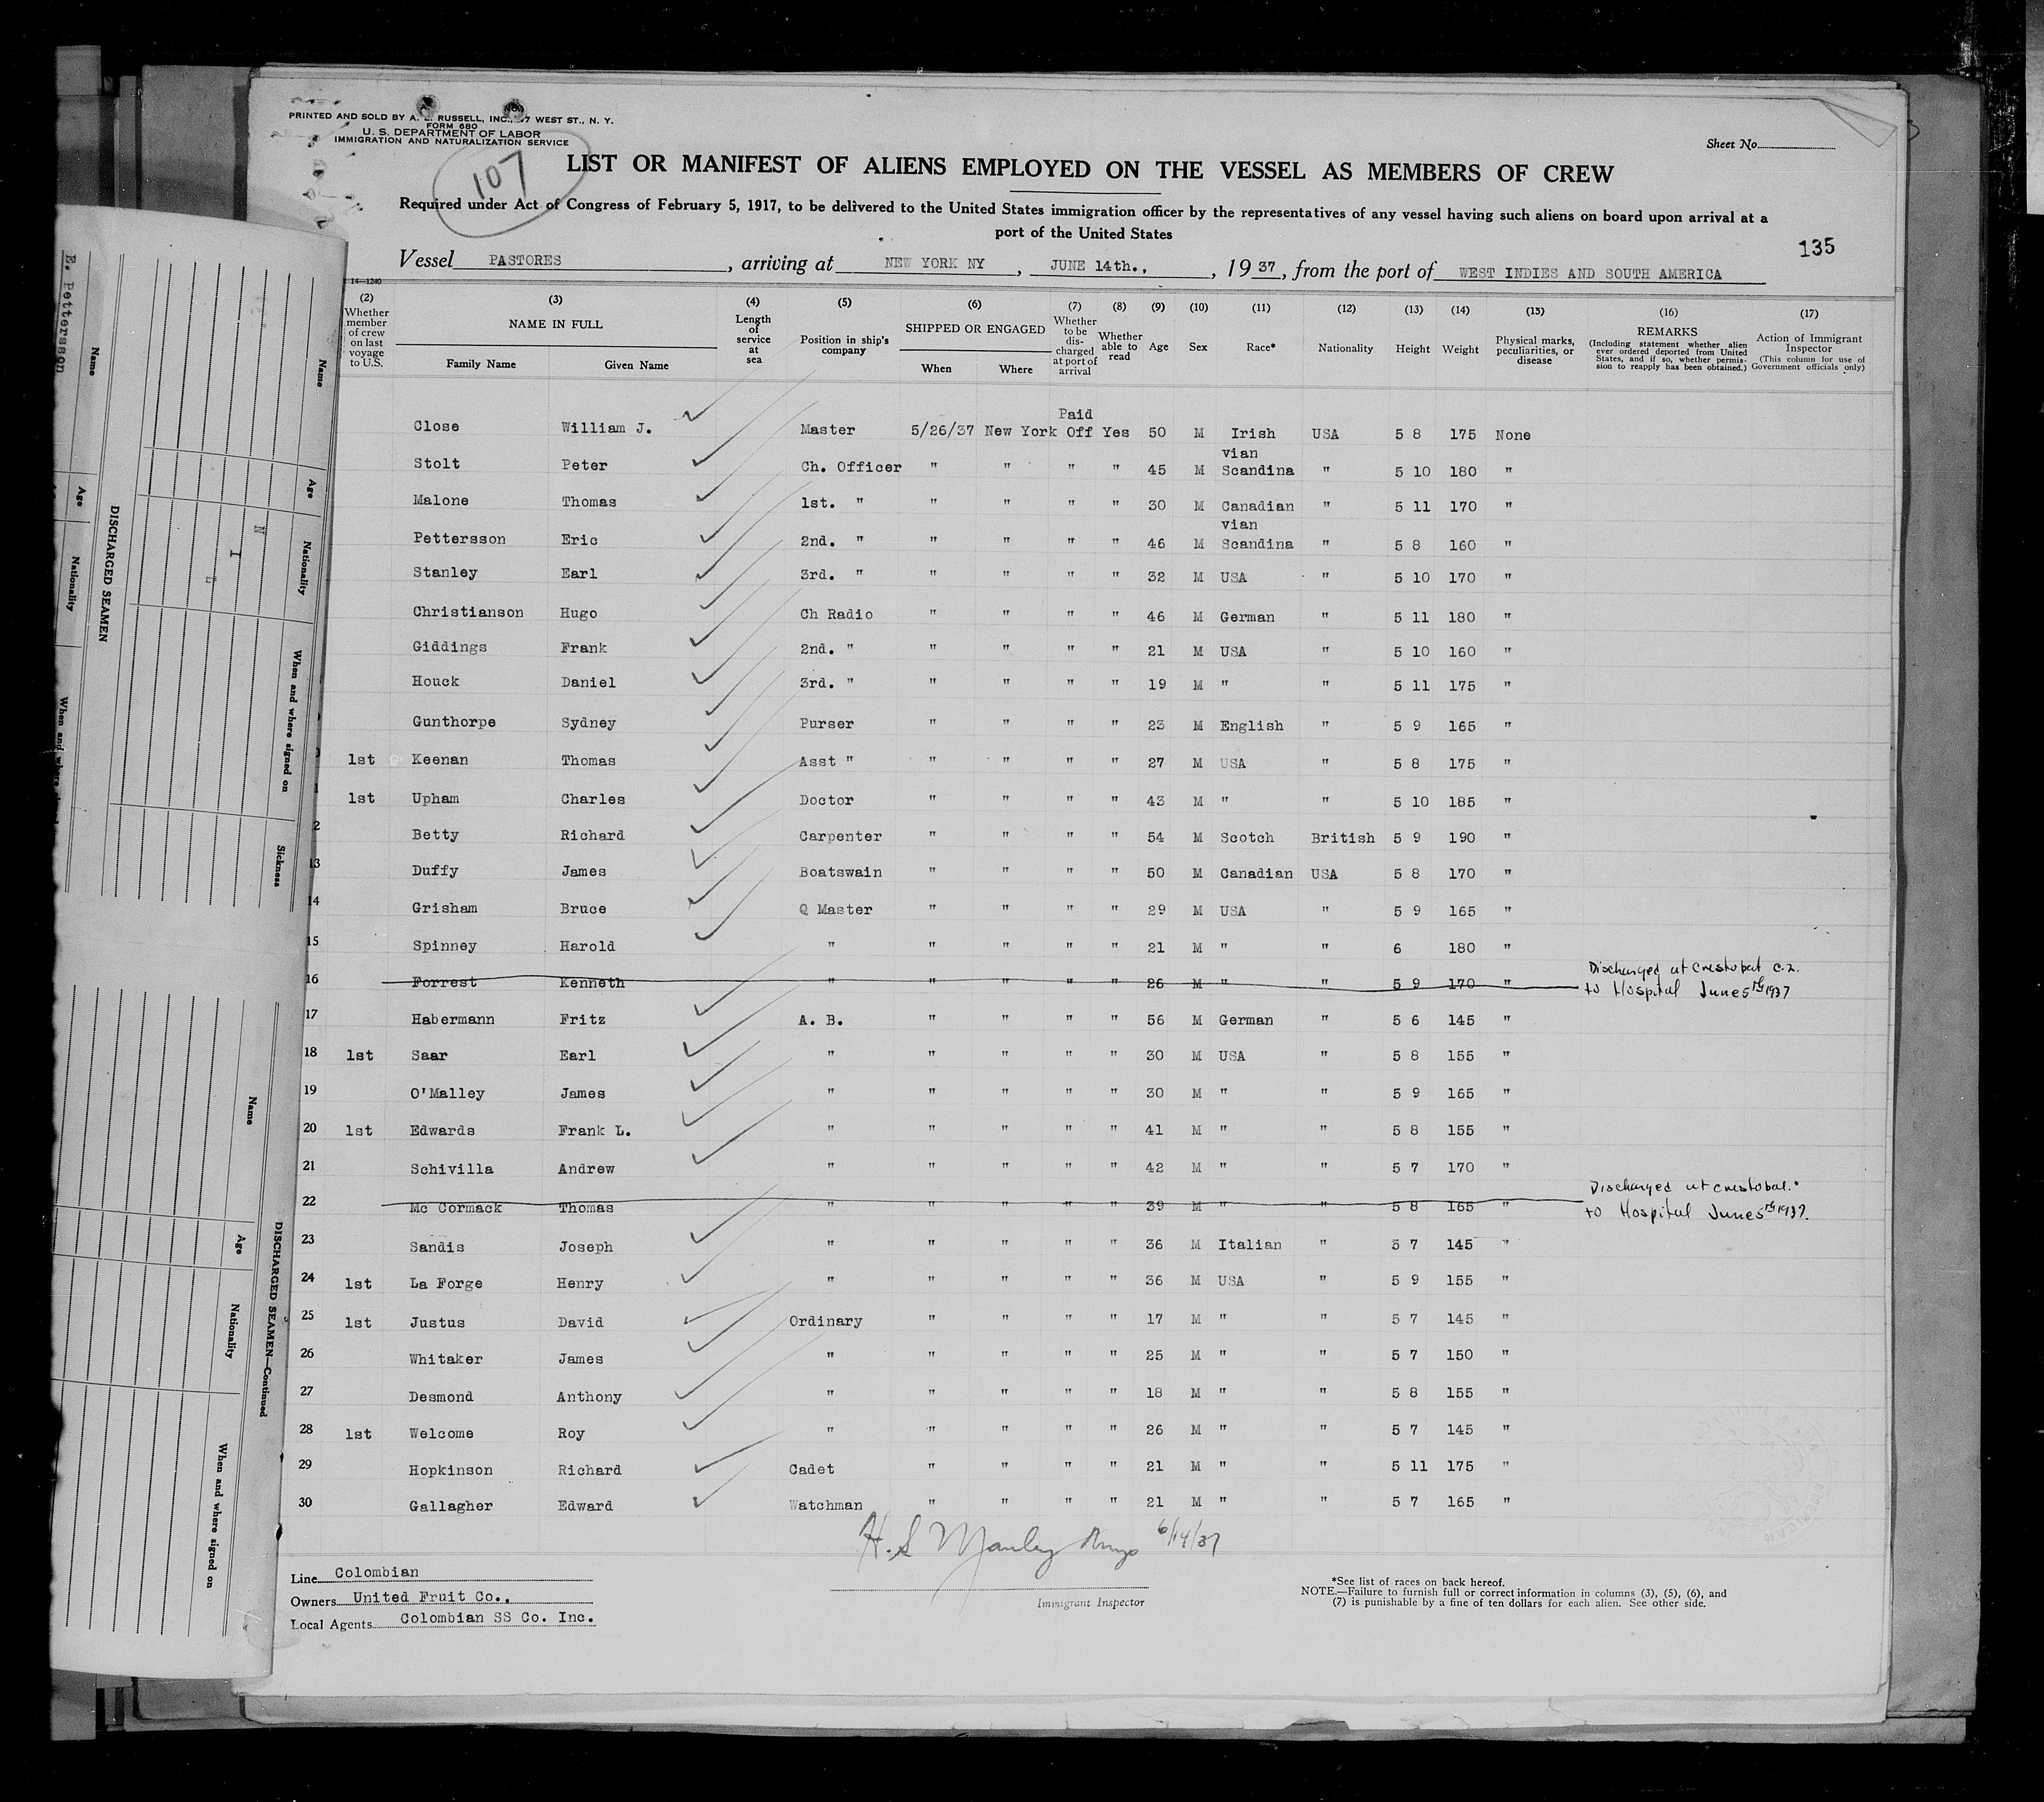 PRINTED AND SOLD BY A. E. RUSSELL, INC., 17 WEST ST., N. Y.
FORM 680
U. S. DEPARTMENT OF LABOR
IMMIGRATION AND NATURALIZATION SERVICE
107
Sheet No.
LIST OR MANIFEST OF ALIENS EMPLOYED ON THE VESSEL AS MEMBERS OF CREW
Required under Act of Congress of February 5, 1917, to be delivered to the United States immigration officer by the representatives of any vessel having such aliens on board upon arrival at a
port of the United States
135
Vessel PASTORES, arriving at NEW YORK NY, JUNE 14th., , 19 37, from the port of WEST INDIES AND SOUTH AMERICA
14—1240
(2) (3) (4) (5) (6) (7) (8) (9) (10) (11) (12) (13) (14) (15) (16) (17)
Whether member of crew on last voyage to U.S. NAME IN FULL Family Name Given Name Length of service at sea Position in ship's company SHIPPED OR ENGAGED When Where Whether to be discharged at port of arrival Whether able to read Age Sex Race* Nationality Height Weight Physical marks, peculiarities, or disease REMARKS (Including statement whether alien ever ordered deported from United States, and if so, whether permission to reapply has been obtained.) Action of Immigrant Inspector (This column for use of Government officials only)
Close William J. Master 5/26/37 New York Paid Off Yes 50 M Irish USA 5 8 175 None
Stolt Peter Ch. Officer " " " " 45 M Scandinavian " 5 10 180 "
Malone Thomas 1st. " " " " " 30 M Canadian " 5 11 170 "
Pettersson Eric 2nd. " " " " " 46 M Scandinavian " 5 8 160 "
Stanley Earl 3rd. " " " " " 32 M USA " 5 10 170 "
Christianson Hugo Ch Radio " " " " 46 M German " 5 11 180 "
Giddings Frank 2nd. " " " " " 21 M USA " 5 10 160 "
Houck Daniel 3rd. " " " " " 19 M " " 5 11 175 "
Gunthorpe Sydney Purser " " " " 23 M English " 5 9 165 "
1st Keenan Thomas Asst " " " " " 27 M USA " 5 8 175 "
1st Upham Charles Doctor " " " " 43 M " " 5 10 185 "
2 Betty Richard Carpenter " " " " 54 M Scotch British 5 9 190 "
13 Duffy James Boatswain " " " " 50 M Canadian USA 5 8 170 "
14 Grisham Bruce Q Master " " " " 29 M USA " 5 9 165 "
15 Spinney Harold " " " " " 21 M " " 6 180 "
16 Forrest Kenneth " " " " " 26 M " 5 9 170 " Discharged at Crestobal C.Z. to Hospital June 5th 1937
17 Habermann Fritz A. B. " " " " 56 M German " 5 6 145 "
18 1st Saar Earl " " " " " 30 M USA " 5 8 155 "
19 O'Malley James " " " " " 30 M " " 5 9 165 "
20 1st Edwards Frank L. " " " " " 41 M " " 5 8 155 "
21 Schivilla Andrew " " " " " 42 M " " 5 7 170 "
22 Mc Cormack Thomas " " " " " 39 M " " 5 8 165 " Discharged at Crestobal. to Hospital June 5th 1937.
23 Sandis Joseph " " " " " 36 M Italian " 5 7 145 "
24 1st La Forge Henry " " " " " 36 M USA " 5 9 155 "
25 1st Justus David Ordinary " " " " 17 M " " 5 7 145 "
26 Whitaker James " " " " " 25 M " " 5 7 150 "
27 Desmond Anthony " " " " " 18 M " " 5 8 155 "
28 1st Welcome Roy " " " " " 26 M " " 5 7 145 "
29 Hopkinson Richard Cadet " " " " 21 M " " 5 11 175 "
30 Gallagher Edward Watchman " " " " 21 M " " 5 7 165 "
H. S Manley 6/14/37
Immigrant Inspector
Line Colombian
Owners United Fruit Co.,
Local Agents Colombian SS Co. Inc.
*See list of races on back hereof.
NOTE.—Failure to furnish full or correct information in columns (3), (5), (6), and
(7) is punishable by a fine of ten dollars for each alien. See other side.
E. Pettersson
Name Age Nationality When and where signed on
DISCHARGED SEAMEN
Name Age Nationality When and where signed on Sickness
N I L
DISCHARGED SEAMEN—Continued
Name Age Nationality When and where signed on